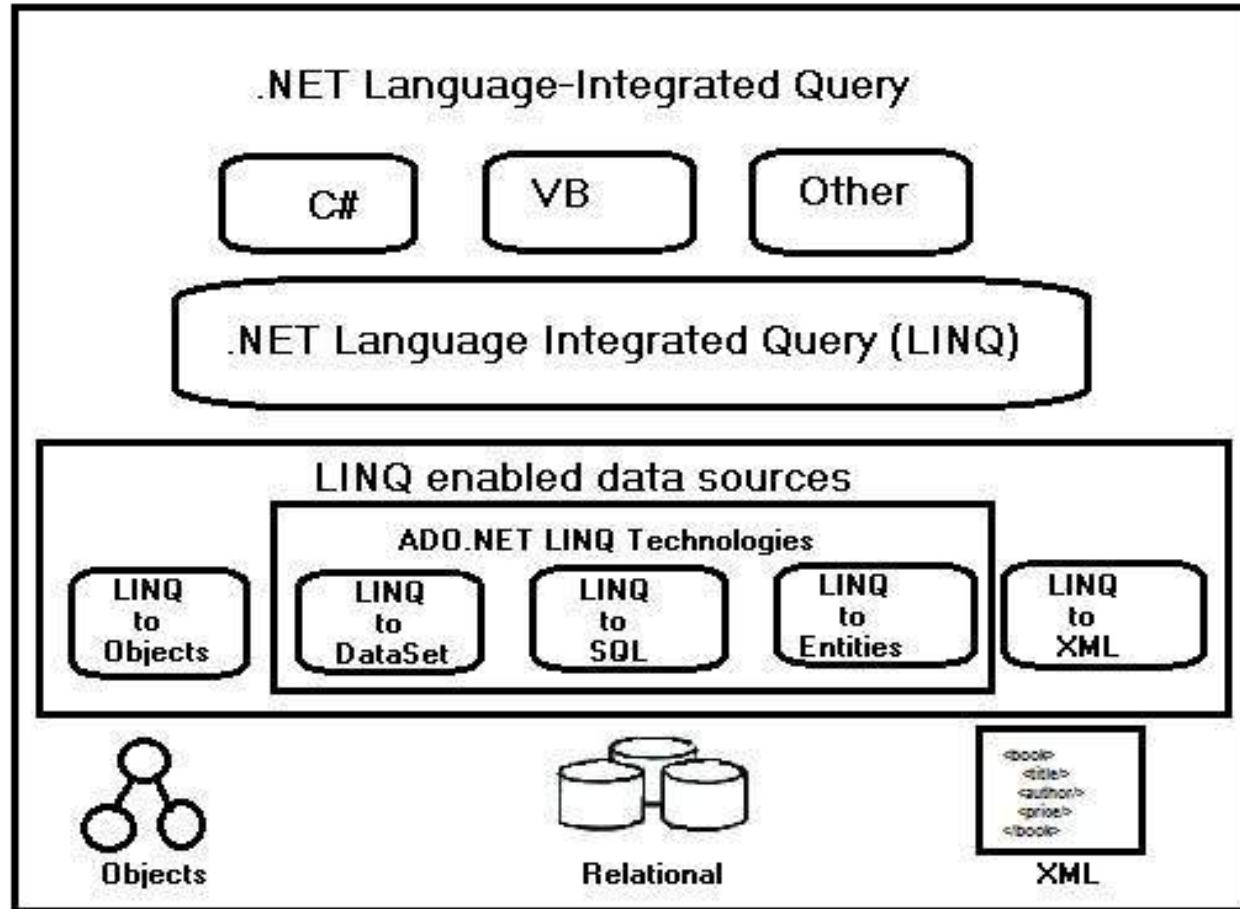 .NET Language-Integrated Query
C#
VB
Other
.NET Language Integrated Query (LINQ)
LINQ enabled data sources
ADO.NET LINQ Technologies
LINQ
to
Objects
LINQ
to
DataSet
LINQ
to
SQL
LINQ
to
Entities
LINQ
to
XML
<book>
<title/>
<author/>
<price/>
</book>
Objects
Relational
XML